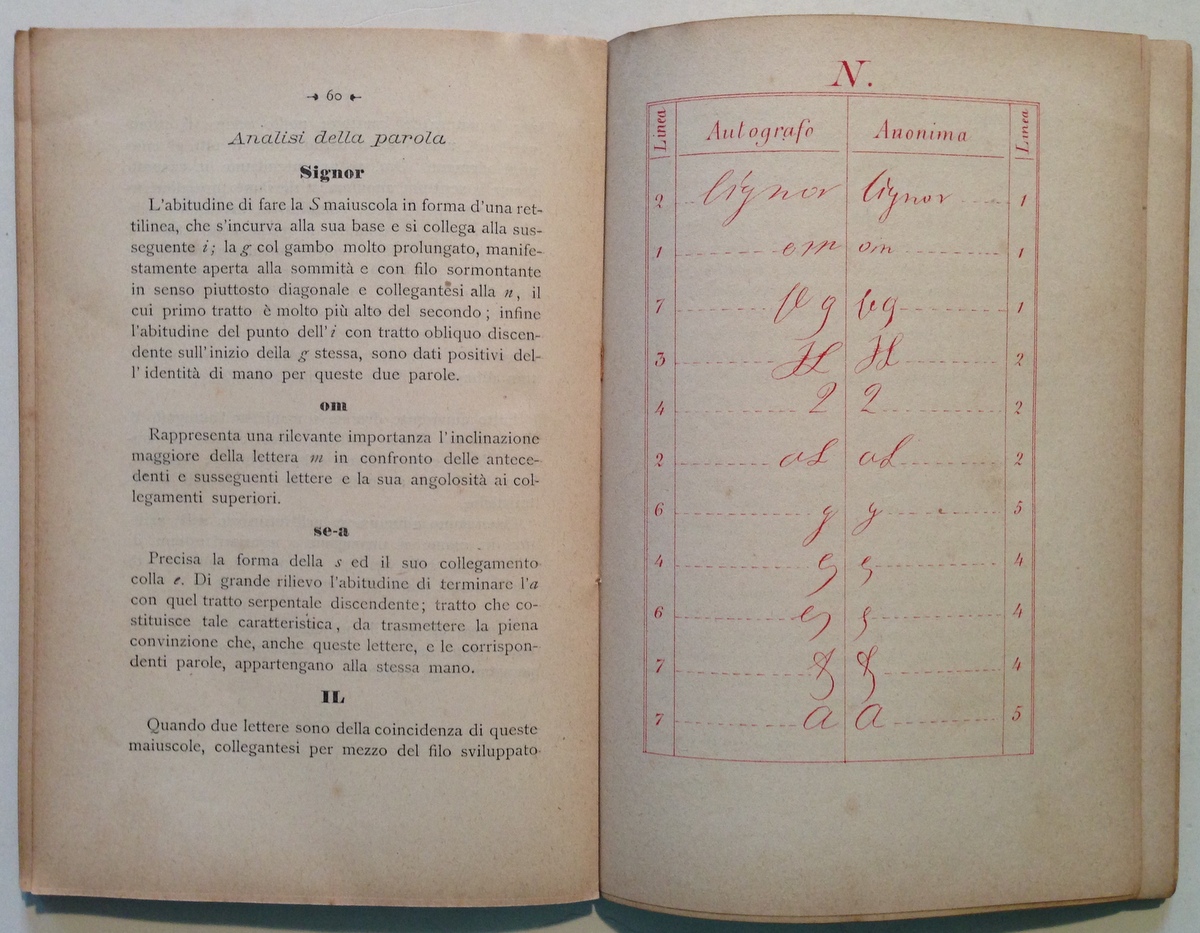 60
Analisi della parola
Signor
L'abitudine di fare la S maiuscola in forma d'una ret-
tilinea, che s'incurva alla sua base e si collega alla sus-
seguente i; la g col gambo molto prolungato, manife-
stamente aperta alla sommità e con filo sormontante
in senso piuttosto diagonale e collegantesi alla n, il
cui primo tratto è molto più alto del secondo; infine
l'abitudine del punto dell'i con tratto obliquo discen-
dente sull'inizio della g stessa, sono dati positivi del-
l'identità di mano per queste due parole.
om
Rappresenta una rilevante importanza l'inclinazione
maggiore della lettera m in confronto delle antece-
denti e susseguenti lettere e la sua angolosità ai col-
legamenti superiori.
se-a
Precisa la forma della s ed il suo collegamento
colla e. Di grande rilievo l'abitudine di terminare l'a
con quel tratto serpentale discendente; tratto che co-
stituisce tale caratteristica, da trasmettere la piena
convinzione che, anche queste lettere, e le corrispon-
denti parole, appartengano alla stessa mano.
IL
Quando due lettere sono della coincidenza di queste
maiuscole, collegantesi per mezzo del filo sviluppato
N.
Linea Autografo Anonima Linea
2 Signor Signor 1
1 om om 1
7 g g 1
3 IL IL 2
4 2 2 2
2 2
6 g g 5
4 4
6 4
7 4
7 a a 5